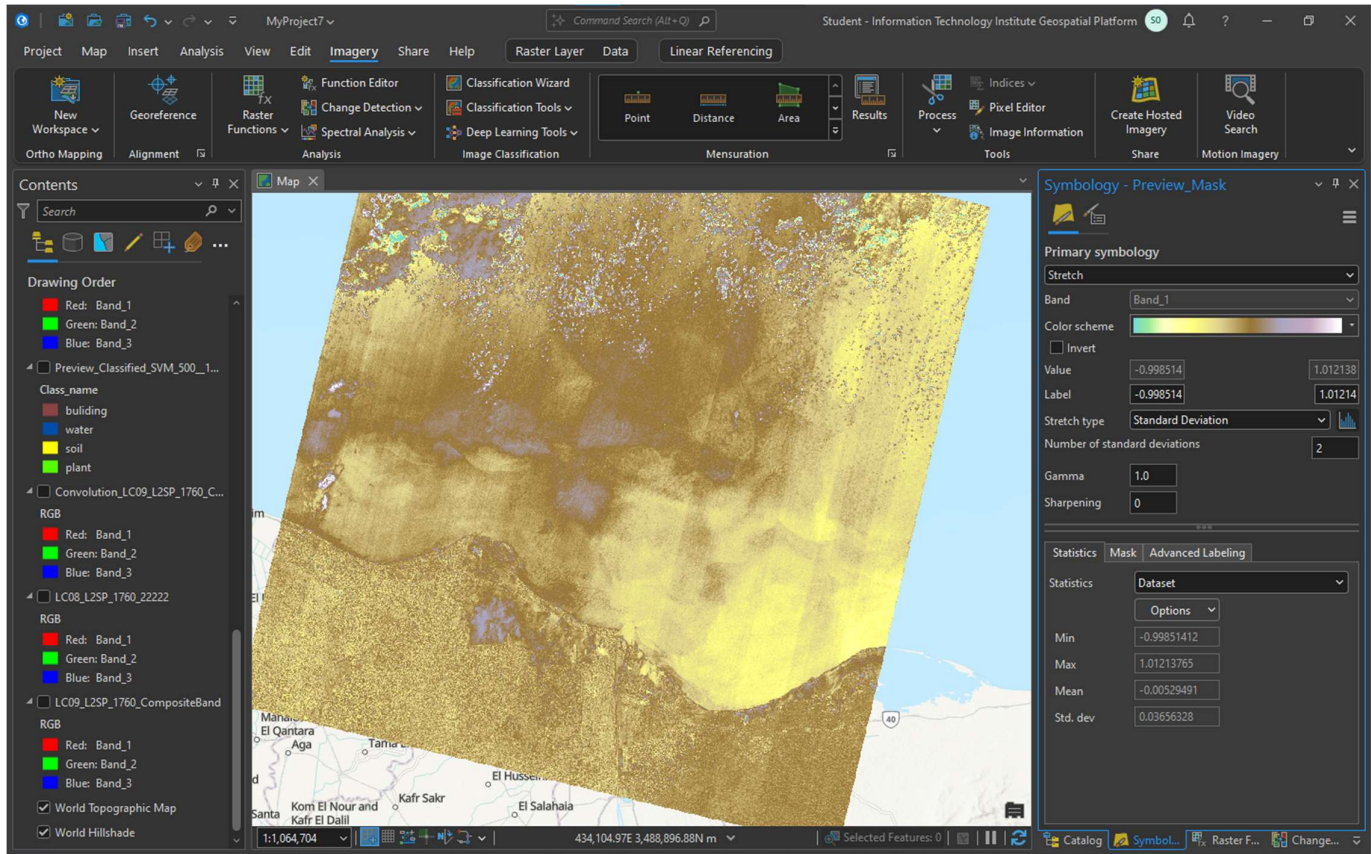 MyProject7
Command Search (Alt+Q)
Student - Information Technology Institute Geospatial Platform
SO
?
Project Map Insert Analysis View Edit Imagery Share Help Raster Layer Data Linear Referencing
New Workspace
Ortho Mapping
Georeference
Alignment
Raster Functions
Function Editor
Change Detection
Spectral Analysis
Analysis
Classification Wizard
Classification Tools
Deep Learning Tools
Image Classification
Point
Distance
Area
Results
Mensuration
Process
Indices
Pixel Editor
Image Information
Tools
Create Hosted Imagery
Share
Video Search
Motion Imagery
Contents
Search
Drawing Order
Red: Band_1
Green: Band_2
Blue: Band_3
Preview_Classified_SVM_500__1...
Class_name
buliding
water
soil
plant
Convolution_LC09_L2SP_1760_C...
RGB
Red: Band_1
Green: Band_2
Blue: Band_3
LC08_L2SP_1760_22222
RGB
Red: Band_1
Green: Band_2
Blue: Band_3
LC09_L2SP_1760_CompositeBand
RGB
Red: Band_1
Green: Band_2
Blue: Band_3
World Topographic Map
World Hillshade
Map
40
El Qantara
Aga
Kafr Sakr
Kom El Nour and
Kafr El Dalil
Santa
El Salahaia
1:1,064,704
434,104.97E 3,488,896.88N m
Selected Features: 0
Symbology - Preview_Mask
Primary symbology
Stretch
Band Band_1
Color scheme
Invert
Value -0.998514 1.012138
Label -0.998514 1.01214
Stretch type Standard Deviation
Number of standard deviations 2
Gamma 1.0
Sharpening 0
Statistics Mask Advanced Labeling
Statistics Dataset
Options
Min -0.99851412
Max 1.01213765
Mean -0.00529491
Std. dev 0.03656328
Catalog Symbol... Raster F... Change...